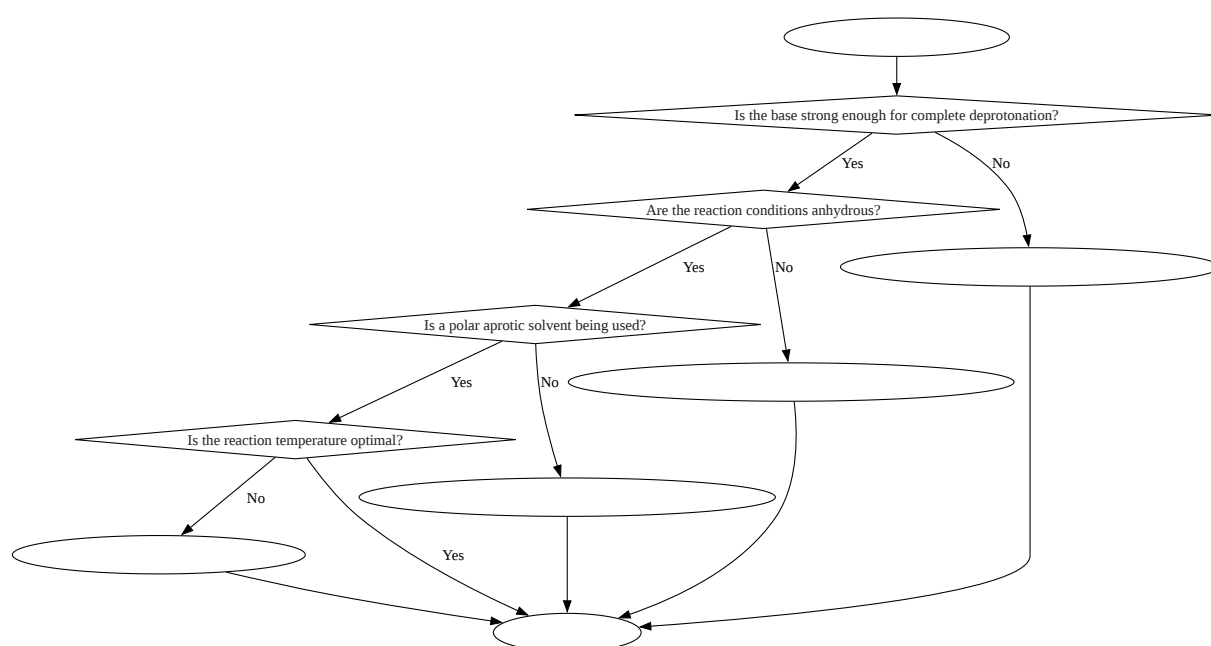 Is the base strong enough for complete deprotonation?
Yes
No
Are the reaction conditions anhydrous?
Yes
No
Is a polar aprotic solvent being used?
Yes
No
Is the reaction temperature optimal?
No
Yes